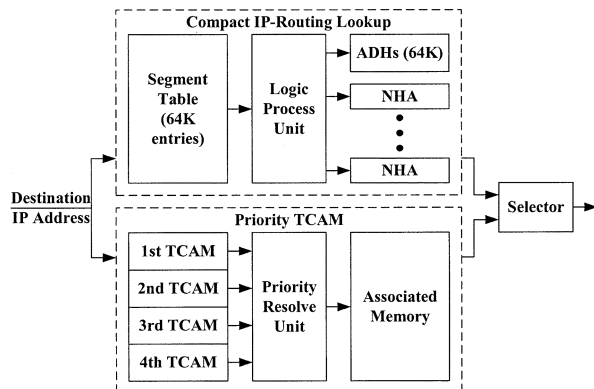 Compact IP-Routing Lookup
Segment
Table
(64K
entries)
Logic
Process
Unit
ADHs (64K)
NHA
NHA
Destination
IP Address
Selector
Priority TCAM
1st TCAM
2nd TCAM
3rd TCAM
4th TCAM
Priority
Resolve
Unit
Associated
Memory